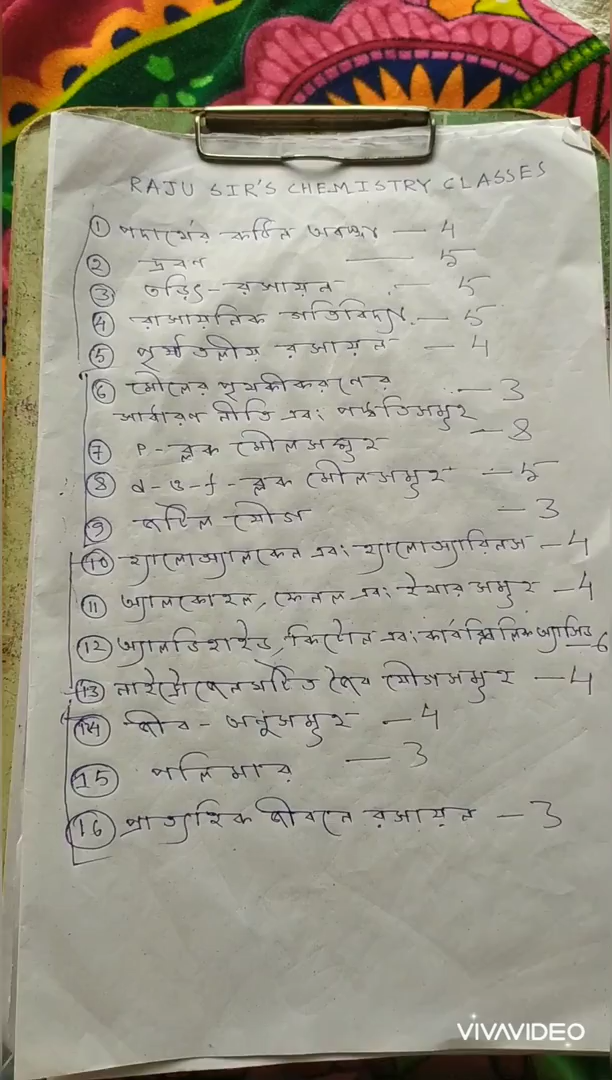 RAJU SIR'S CHEMISTRY CLASSES
① পদার্থের কঠিন অবস্থা — 4
② দ্রবণ — 5
③ তড়িৎ-রসায়ন — 5
④ রাসায়নিক গতিবিদ্যা — 5
⑤ পৃষ্ঠতলীয় রসায়ন — 4
⑥ মৌলের পৃথকীকরণের — 3
সাধারণ নীতি এবং পদ্ধতিসমুহ
⑦ P-ব্লক মৌলসমুহ — 8
⑧ d-ও-f-ব্লক মৌলসমুহ — 5
⑨ জটিল যৌগ — 3
⑩ হ্যালোঅ্যালকেন এবং হ্যালোঅ্যারিনস — 4
⑪ অ্যালকোহল, ফেনল এবং ইথার সমুহ — 4
⑫ অ্যালডিহাইড, কিটোন এবং কার্বক্সিলিক অ্যাসিড — 6
⑬ নাইট্রোজেনঘটিত জৈব যৌগসমুহ — 4
⑭ জীব-অনুসমুহ — 4
⑮ পলিমার — 3
⑯ প্রাত্যহিক জীবনে রসায়ন — 3
VIVAVIDEO